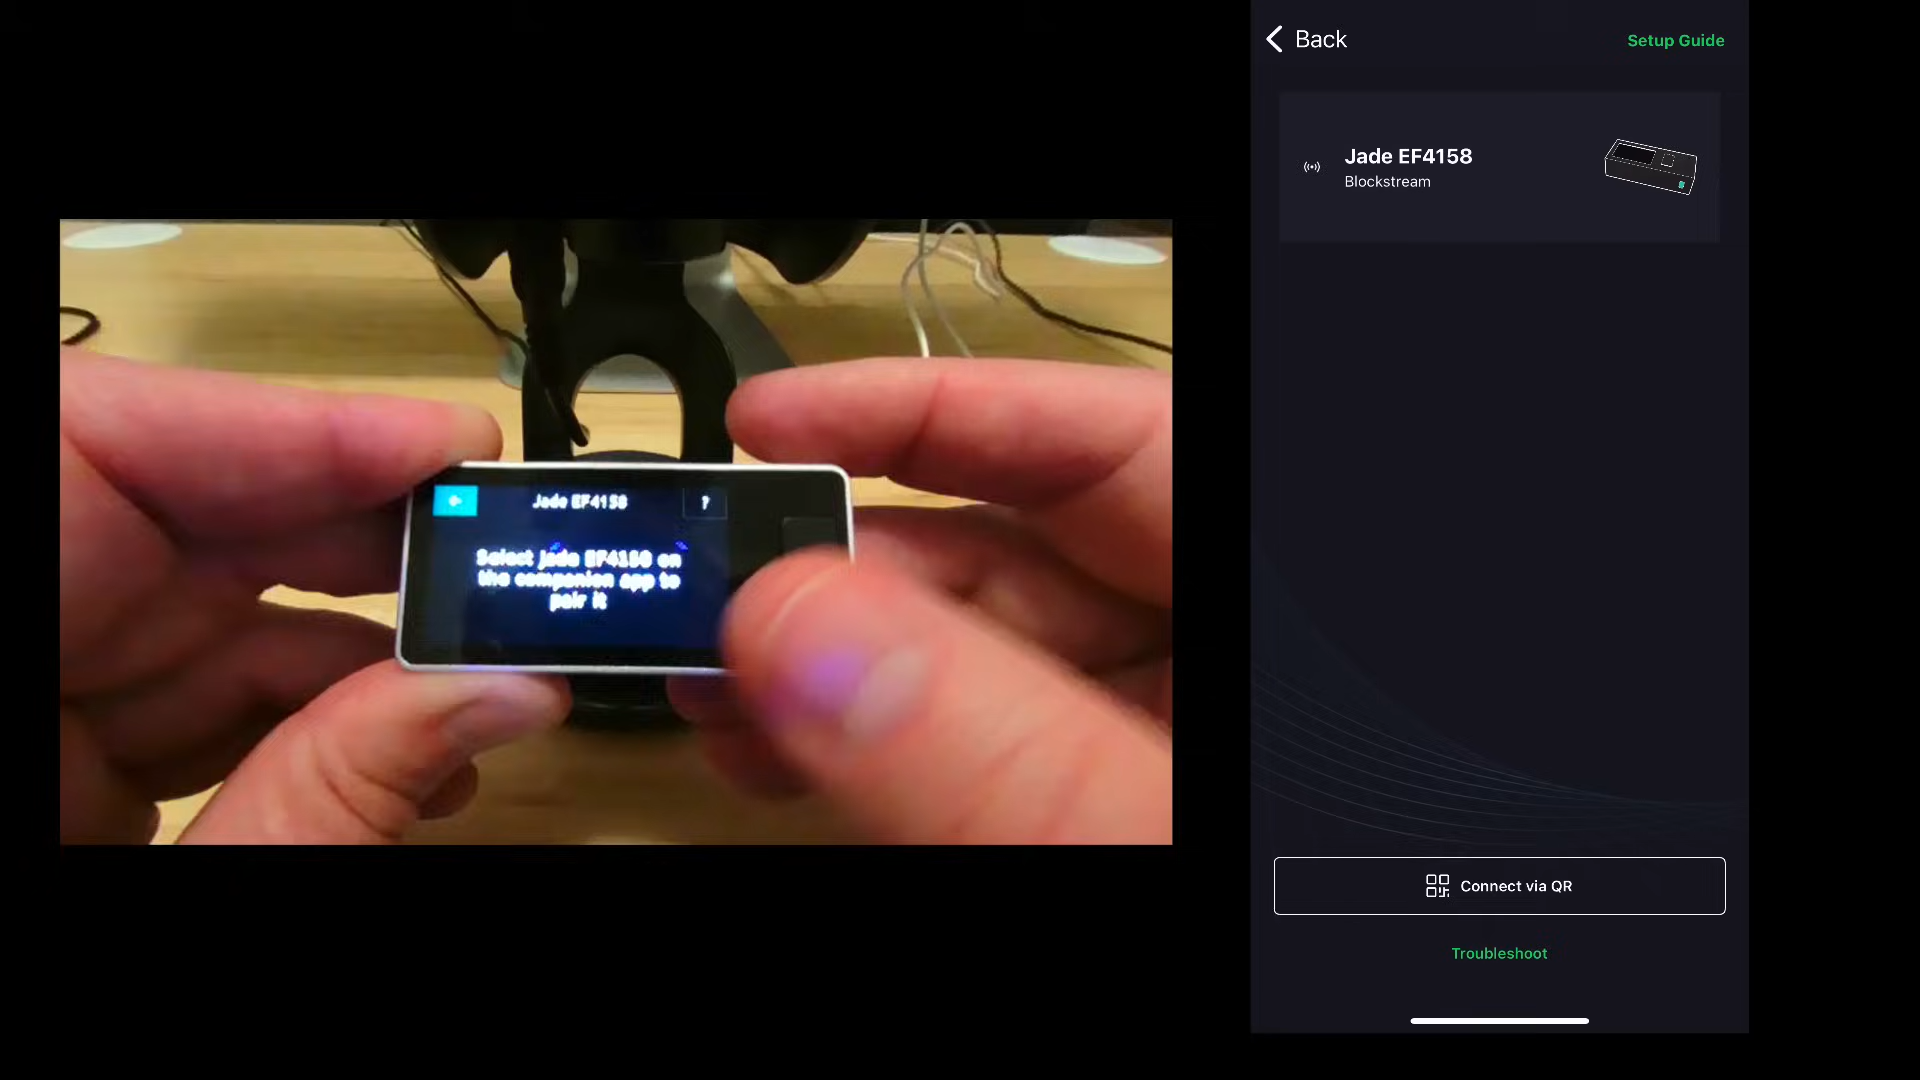 Jade EF4158
?
Select Jade EF4158 on
the companion app to
pair it
Back
Setup Guide
Jade EF4158
Blockstream
Connect via QR
Troubleshoot